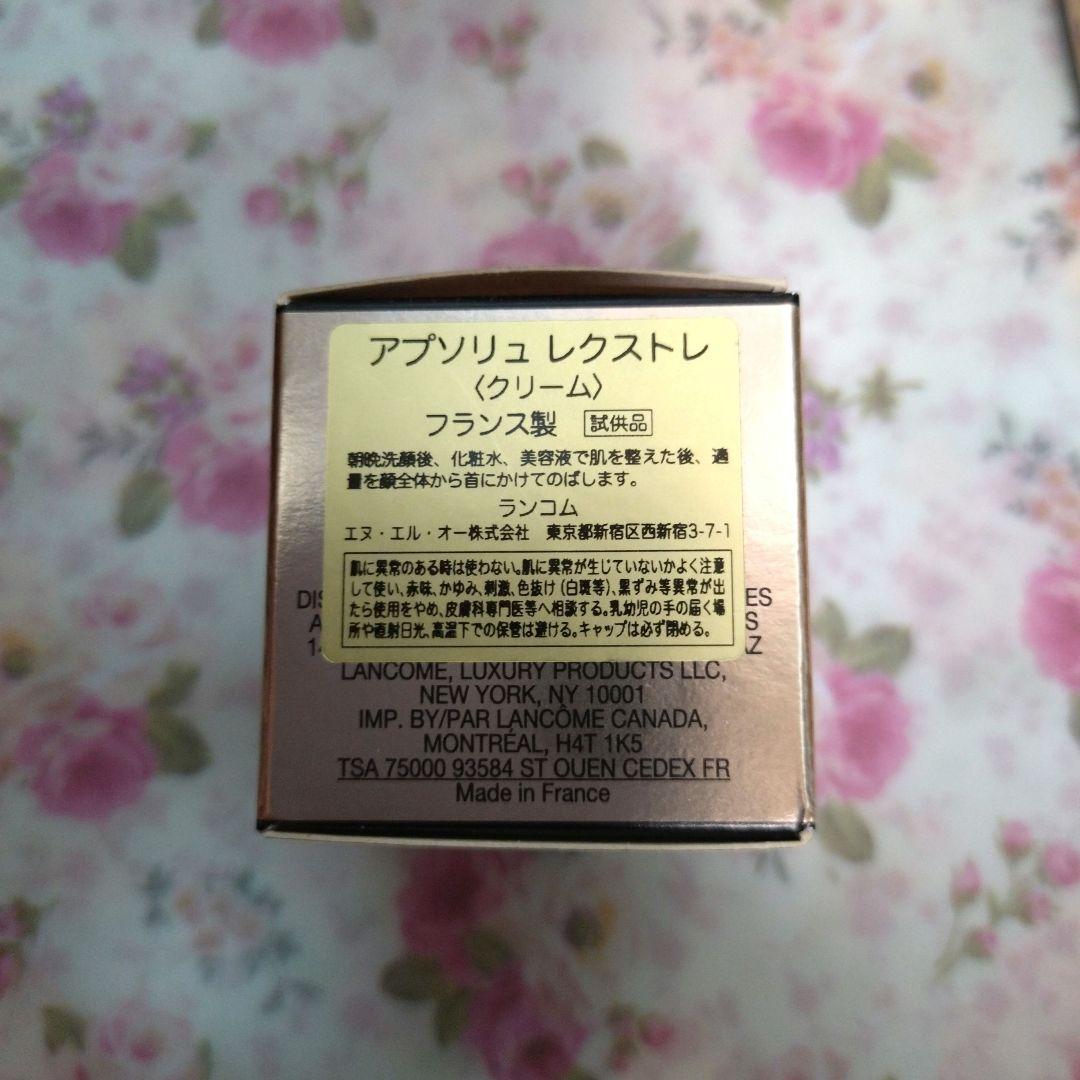 アプソリュ レクストレ
〈クリーム〉
フランス製 試供品
朝晩洗顔後、化粧水、美容液で肌を整えた後、適
量を顔全体から首にかけてのばします。
ランコム
エヌ・エル・オー株式会社 東京都新宿区西新宿3-7-1
肌に異常のある時は使わない。肌に異常が生じていないかよく注意
して使い、赤味、かゆみ、刺激、色抜け(白斑等)、黒ずみ等異常が出
たら使用をやめ、皮膚科専門医等へ相談する。乳幼児の手の届く場
所や直射日光、高温下での保管は避ける。キャップは必ず閉める。
LANCOME, LUXURY PRODUCTS LLC,
NEW YORK, NY 10001
IMP. BY/PAR LANCÔME CANADA,
MONTRÉAL, H4T 1K5
TSA 75000 93584 ST OUEN CEDEX FR
Made in France